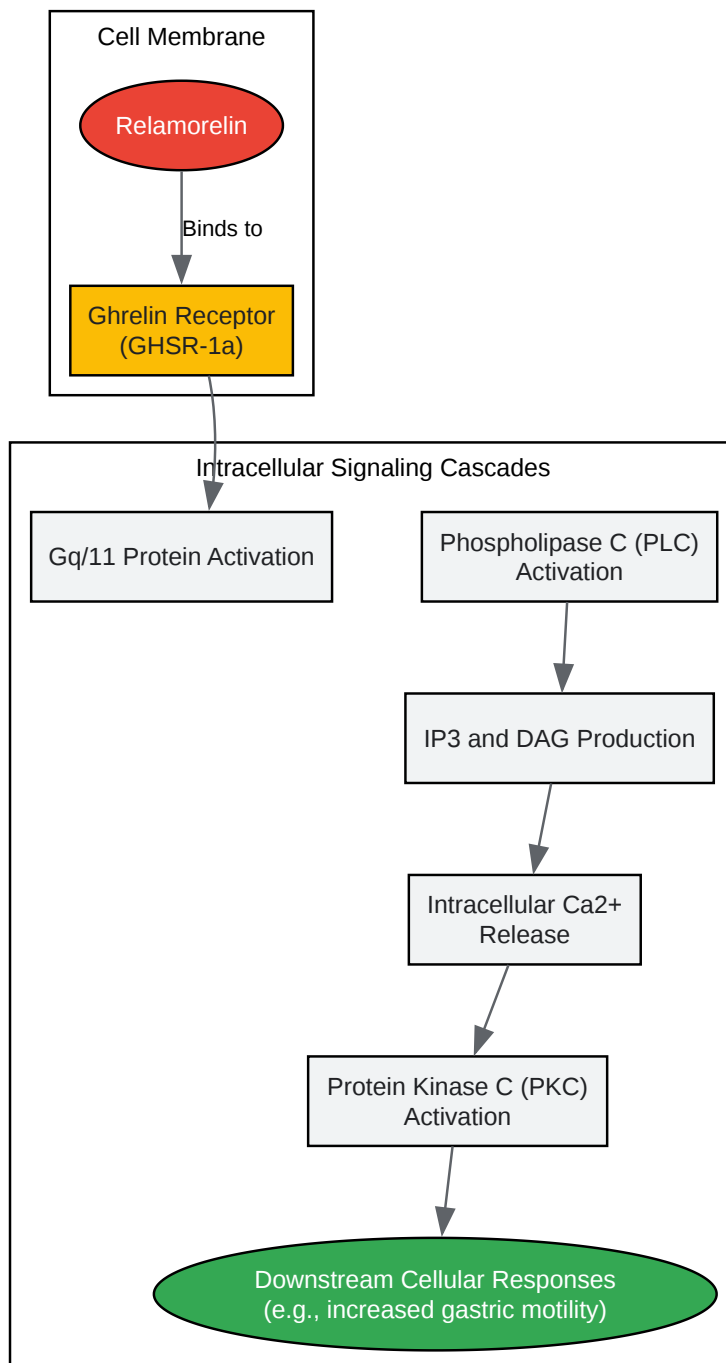 Cell Membrane
Relamorelin
Binds to
Ghrelin Receptor
(GHSR-1a)
Intracellular Signaling Cascades
Gq/11 Protein Activation
Phospholipase C (PLC)
Activation
IP3 and DAG Production
Intracellular Ca2+
Release
Protein Kinase C (PKC)
Activation
Downstream Cellular Responses
(e.g., increased gastric motility)